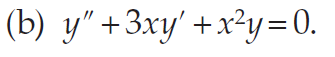 (b) y″ + 3xy′ + x²y = 0.